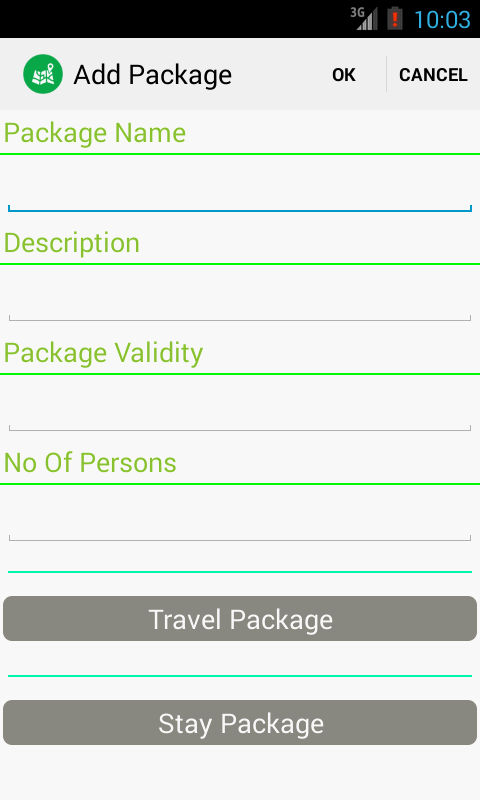 3G 10:03
Add Package OK CANCEL
Package Name
Description
Package Validity
No Of Persons
Travel Package
Stay Package